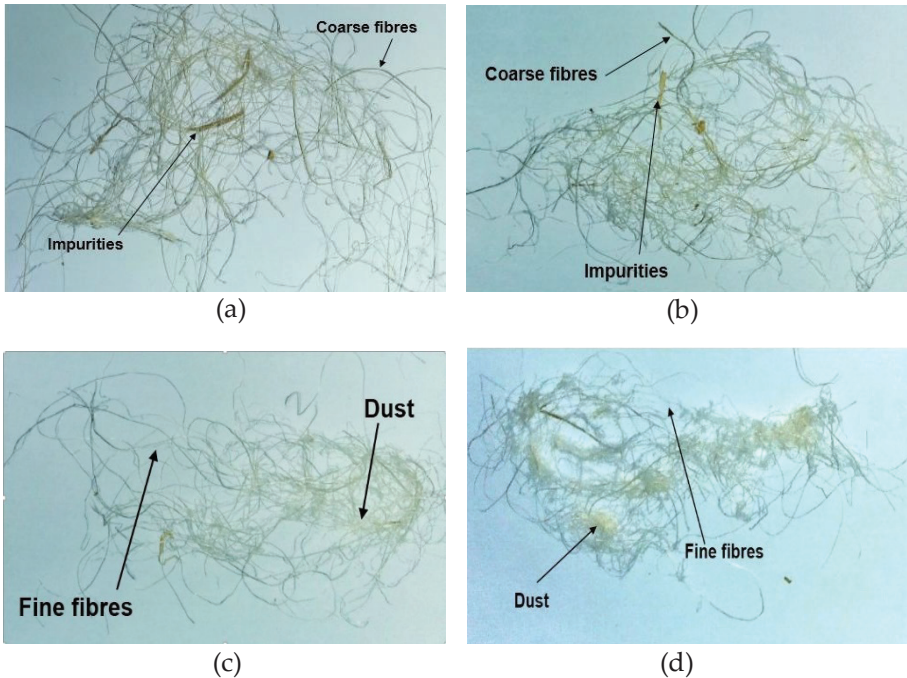 Coarse fibres
Impurities
(a)
Coarse fibres
Impurities
(b)
Dust
Fine fibres
(c)
Fine fibres
Dust
(d)